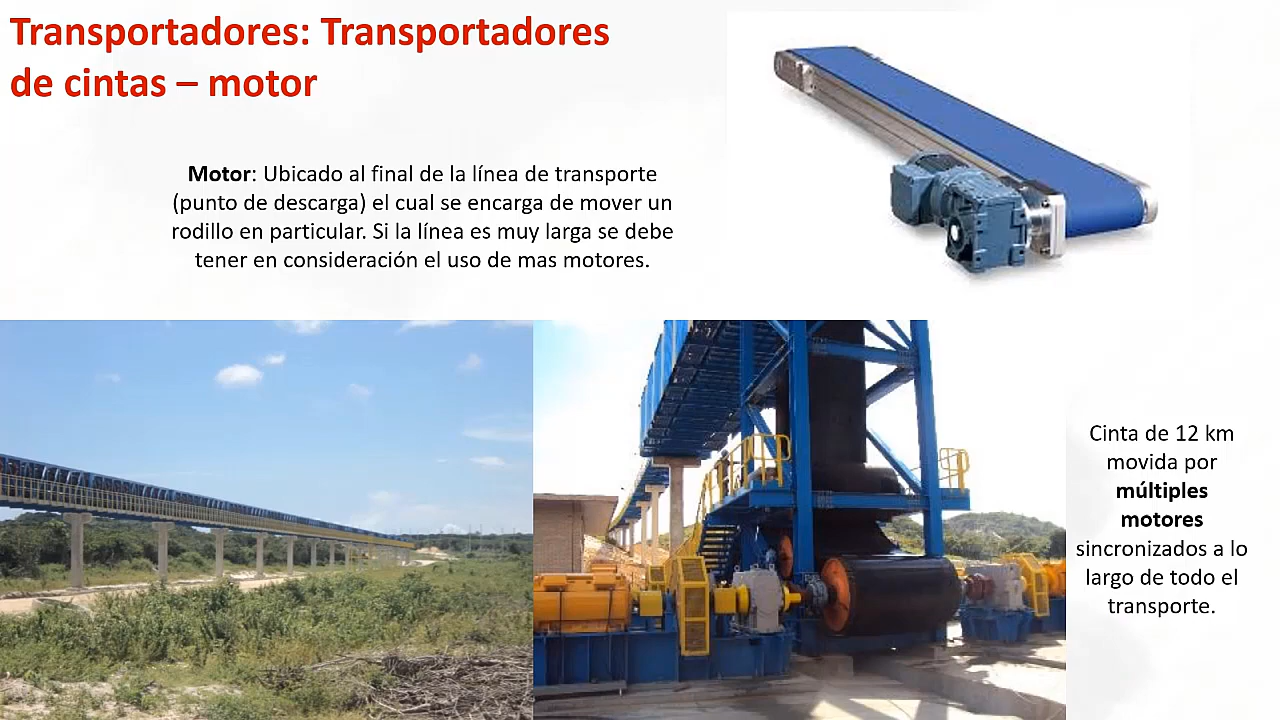 Transportadores: Transportadores
de cintas – motor
Motor: Ubicado al final de la línea de transporte
(punto de descarga) el cual se encarga de mover un
rodillo en particular. Si la línea es muy larga se debe
tener en consideración el uso de mas motores.
Cinta de 12 km
movida por
múltiples
motores
sincronizados a lo
largo de todo el
transporte.